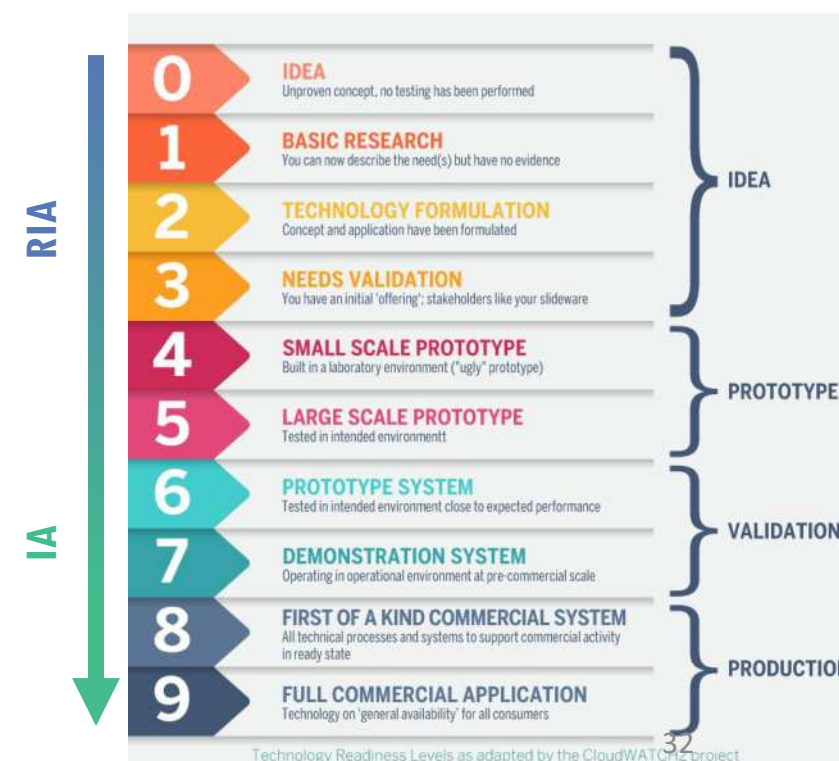 RIA
IA
0
IDEA
Unproven concept, no testing has been performed
1
BASIC RESEARCH
You can now describe the need(s) but have no evidence
2
TECHNOLOGY FORMULATION
Concept and application have been formulated
3
NEEDS VALIDATION
You have an initial 'offering'; stakeholders like your slideware
IDEA
4
SMALL SCALE PROTOTYPE
Built in a laboratory environment ("ugly" prototype)
5
LARGE SCALE PROTOTYPE
Tested in intended environmentt
PROTOTYPE
6
PROTOTYPE SYSTEM
Tested in intended environment close to expected performance
7
DEMONSTRATION SYSTEM
Operating in operational environment at pre-commercial scale
VALIDATION
8
FIRST OF A KIND COMMERCIAL SYSTEM
All technical processes and systems to support commercial activity
in ready state
9
FULL COMMERCIAL APPLICATION
Technology on 'general availability' for all consumers
PRODUCTIO
32
Technology Readiness Levels as adapted by the CloudWATCH2 project